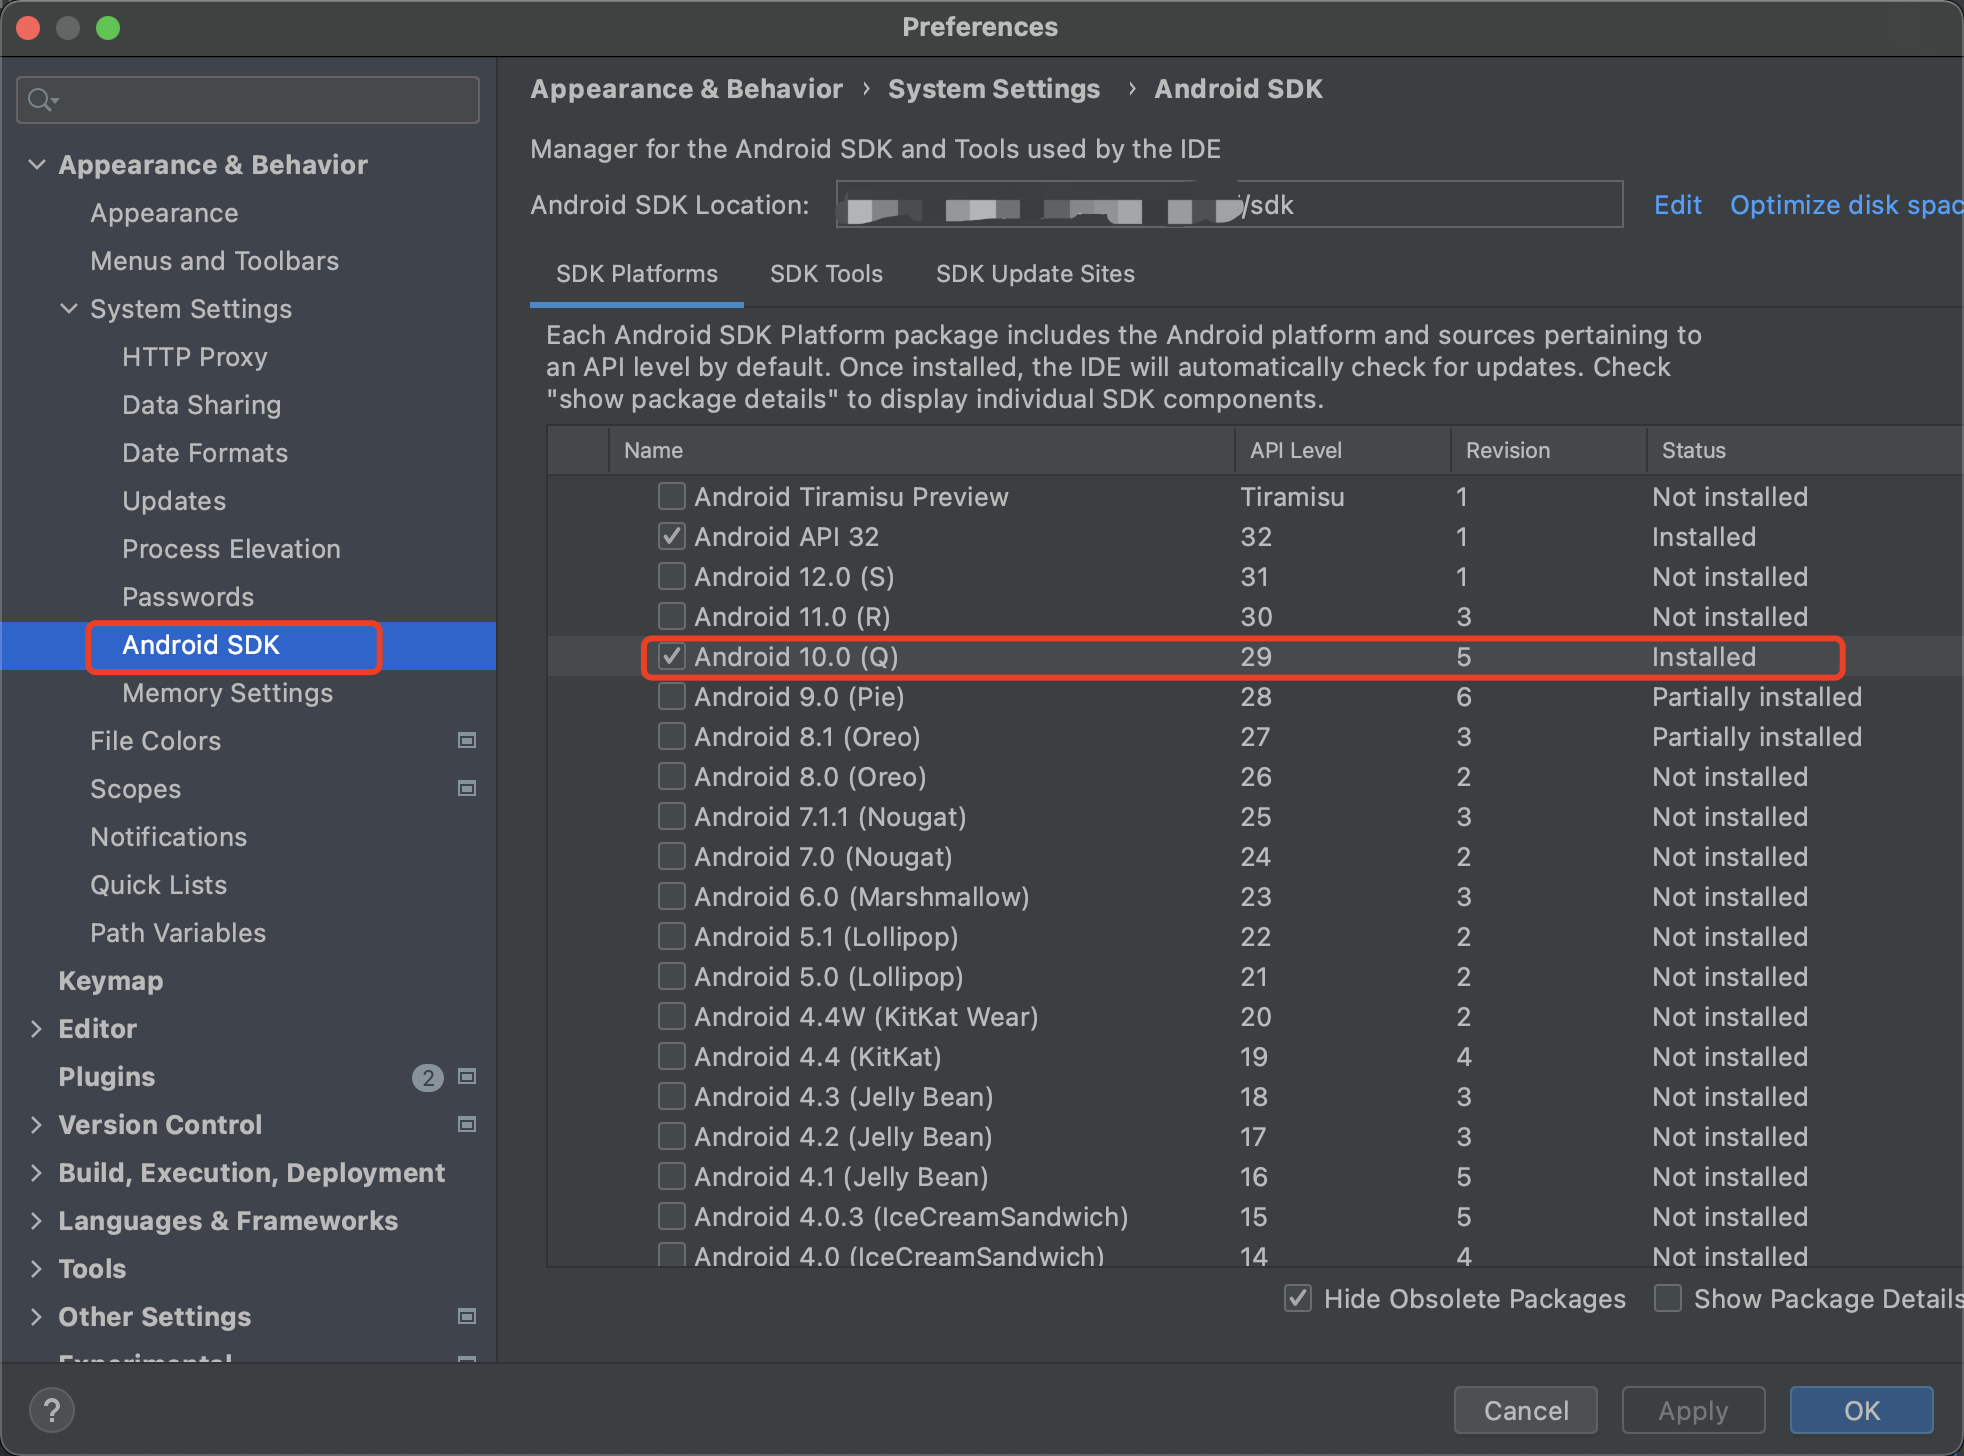 Preferences
Appearance & Behavior
Appearance
Menus and Toolbars
System Settings
HTTP Proxy
Data Sharing
Date Formats
Updates
Process Elevation
Passwords
Android SDK
Memory Settings
File Colors
Scopes
Notifications
Quick Lists
Path Variables
Keymap
Editor
Plugins 2
Version Control
Build, Execution, Deployment
Languages & Frameworks
Tools
Other Settings
Experimental
Appearance & Behavior › System Settings › Android SDK
Manager for the Android SDK and Tools used by the IDE
Android SDK Location: /sdk Edit Optimize disk spac
SDK Platforms SDK Tools SDK Update Sites
Each Android SDK Platform package includes the Android platform and sources pertaining to
an API level by default. Once installed, the IDE will automatically check for updates. Check
"show package details" to display individual SDK components.
Name API Level Revision Status
Android Tiramisu Preview Tiramisu 1 Not installed
Android API 32 32 1 Installed
Android 12.0 (S) 31 1 Not installed
Android 11.0 (R) 30 3 Not installed
Android 10.0 (Q) 29 5 Installed
Android 9.0 (Pie) 28 6 Partially installed
Android 8.1 (Oreo) 27 3 Partially installed
Android 8.0 (Oreo) 26 2 Not installed
Android 7.1.1 (Nougat) 25 3 Not installed
Android 7.0 (Nougat) 24 2 Not installed
Android 6.0 (Marshmallow) 23 3 Not installed
Android 5.1 (Lollipop) 22 2 Not installed
Android 5.0 (Lollipop) 21 2 Not installed
Android 4.4W (KitKat Wear) 20 2 Not installed
Android 4.4 (KitKat) 19 4 Not installed
Android 4.3 (Jelly Bean) 18 3 Not installed
Android 4.2 (Jelly Bean) 17 3 Not installed
Android 4.1 (Jelly Bean) 16 5 Not installed
Android 4.0.3 (IceCreamSandwich) 15 5 Not installed
Android 4.0 (IceCreamSandwich) 14 4 Not installed
Hide Obsolete Packages Show Package Details
? Cancel Apply OK